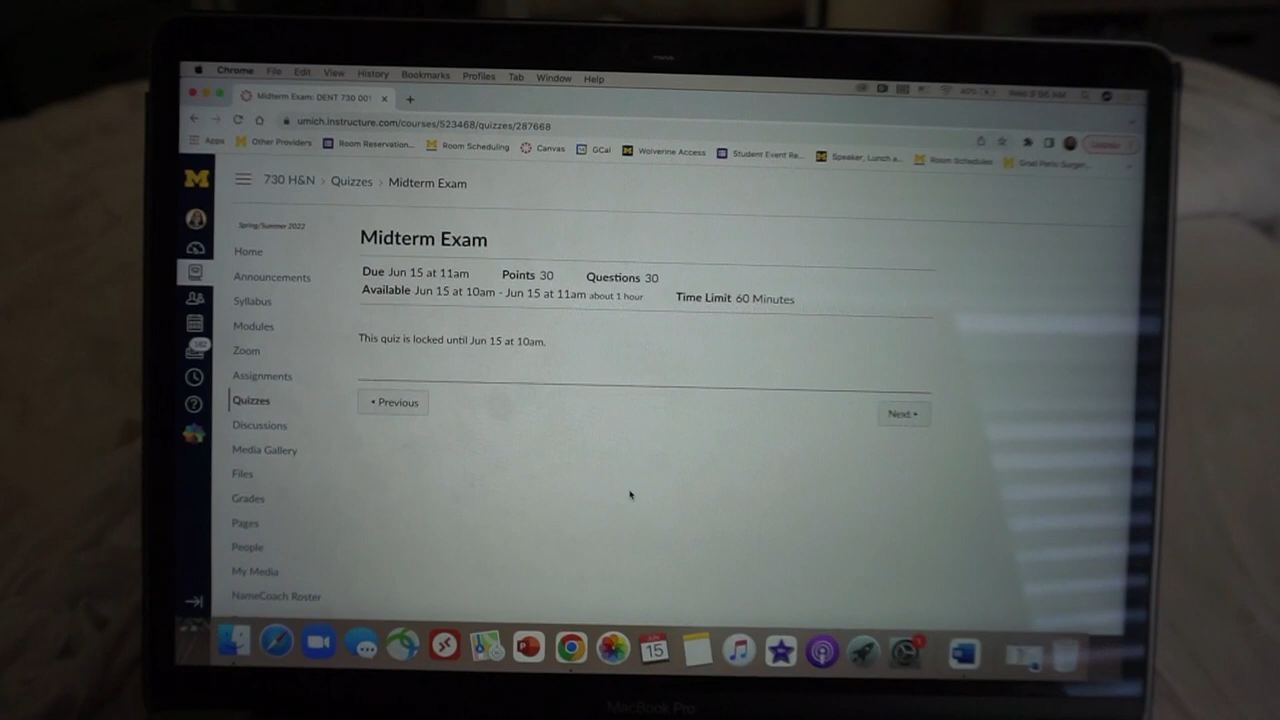 Chrome File Edit View History Bookmarks Profiles Tab Window Help
Midterm Exam: DENT 730 001
umich.instructure.com/courses/523468/quizzes/287668
Apps Other Providers Room Reservation... Room Scheduling Canvas GCal Wolverine Access Student Event Re... Speaker, Lunch a... Room Schedules Grad Perio Surger...
730 H&N > Quizzes > Midterm Exam
Spring/Summer 2022
Home
Announcements
Syllabus
Modules
Zoom
Assignments
Quizzes
Discussions
Media Gallery
Files
Grades
Pages
People
My Media
NameCoach Roster
Midterm Exam
Due Jun 15 at 11am Points 30 Questions 30
Available Jun 15 at 10am - Jun 15 at 11am about 1 hour Time Limit 60 Minutes
This quiz is locked until Jun 15 at 10am.
Previous
Next
15
MacBook Pro